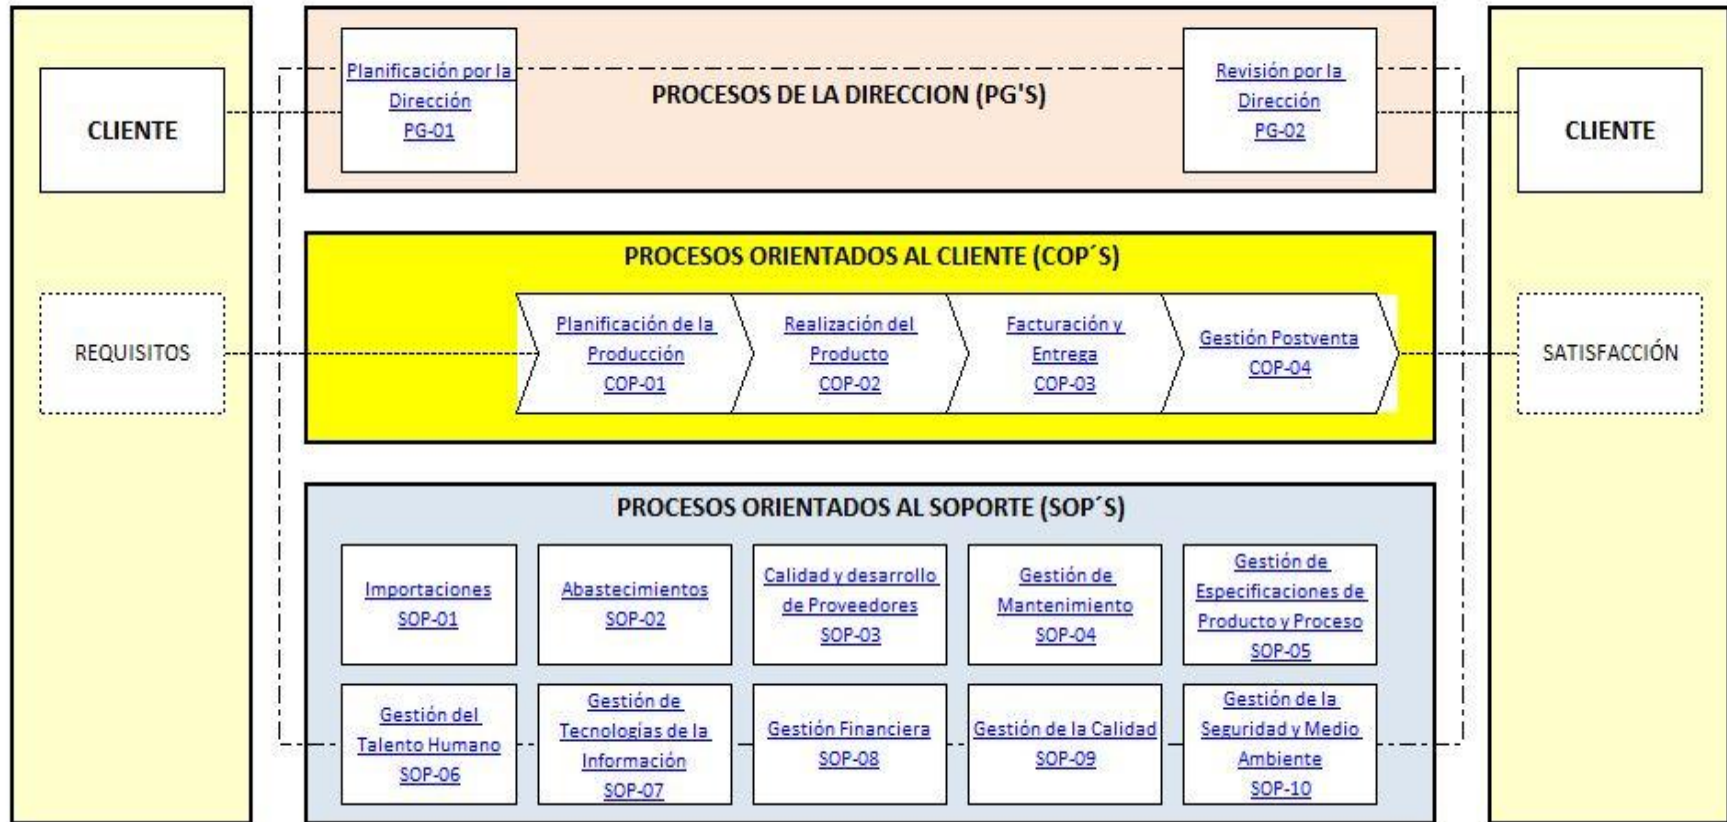 CLIENTE
REQUISITOS
PROCESOS DE LA DIRECCION (PG'S)
Planificación por la
Dirección
PG-01
Revisión por la
Dirección
PG-02
PROCESOS ORIENTADOS AL CLIENTE (COP´S)
Planificación de la
Producción
COP-01
Realización del
Producto
COP-02
Facturación y
Entrega
COP-03
Gestión Postventa
COP-04
PROCESOS ORIENTADOS AL SOPORTE (SOP´S)
Importaciones
SOP-01
Abastecimientos
SOP-02
Calidad y desarrollo
de Proveedores
SOP-03
Gestión de
Mantenimiento
SOP-04
Gestión de
Especificaciones de
Producto y Proceso
SOP-05
Gestión del
Talento Humano
SOP-06
Gestión de
Tecnologías de la
Información
SOP-07
Gestión Financiera
SOP-08
Gestión de la Calidad
SOP-09
Gestión de la
Seguridad y Medio
Ambiente
SOP-10
CLIENTE
SATISFACCIÓN